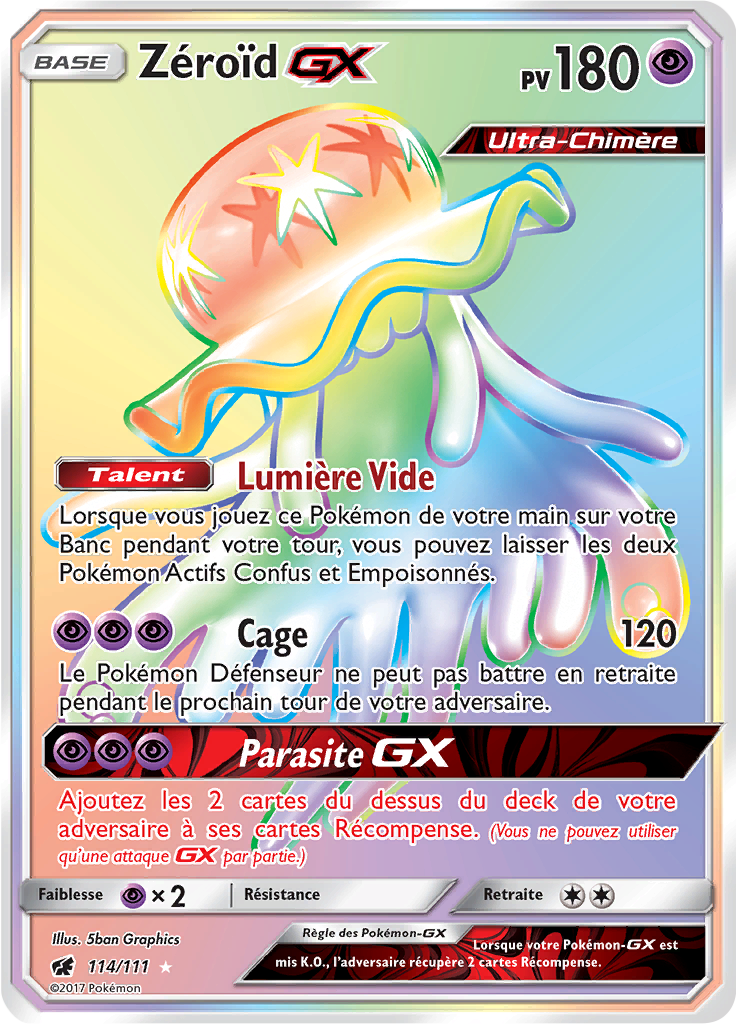 BASE
Zéroïd GX
PV 180
Ultra-Chimère
Talent Lumière Vide
Lorsque vous jouez ce Pokémon de votre main sur votre
Banc pendant votre tour, vous pouvez laisser les deux
Pokémon Actifs Confus et Empoisonnés.
Cage 120
Le Pokémon Défenseur ne peut pas battre en retraite
pendant le prochain tour de votre adversaire.
Parasite GX
Ajoutez les 2 cartes du dessus du deck de votre
adversaire à ses cartes Récompense. (Vous ne pouvez utiliser
qu'une attaque GX par partie.)
Faiblesse ×2 Résistance Retraite
Illus. 5ban Graphics
114/111
©2017 Pokémon
Règle des Pokémon-GX
Lorsque votre Pokémon-GX est
mis K.O., l'adversaire récupère 2 cartes Récompense.